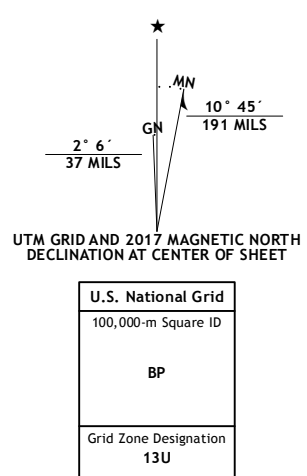 ★
MN
10° 45´
191 MILS
GN
2° 6´
37 MILS
UTM GRID AND 2017 MAGNETIC NORTH
DECLINATION AT CENTER OF SHEET
U.S. National Grid
100,000-m Square ID
BP
Grid Zone Designation
13U